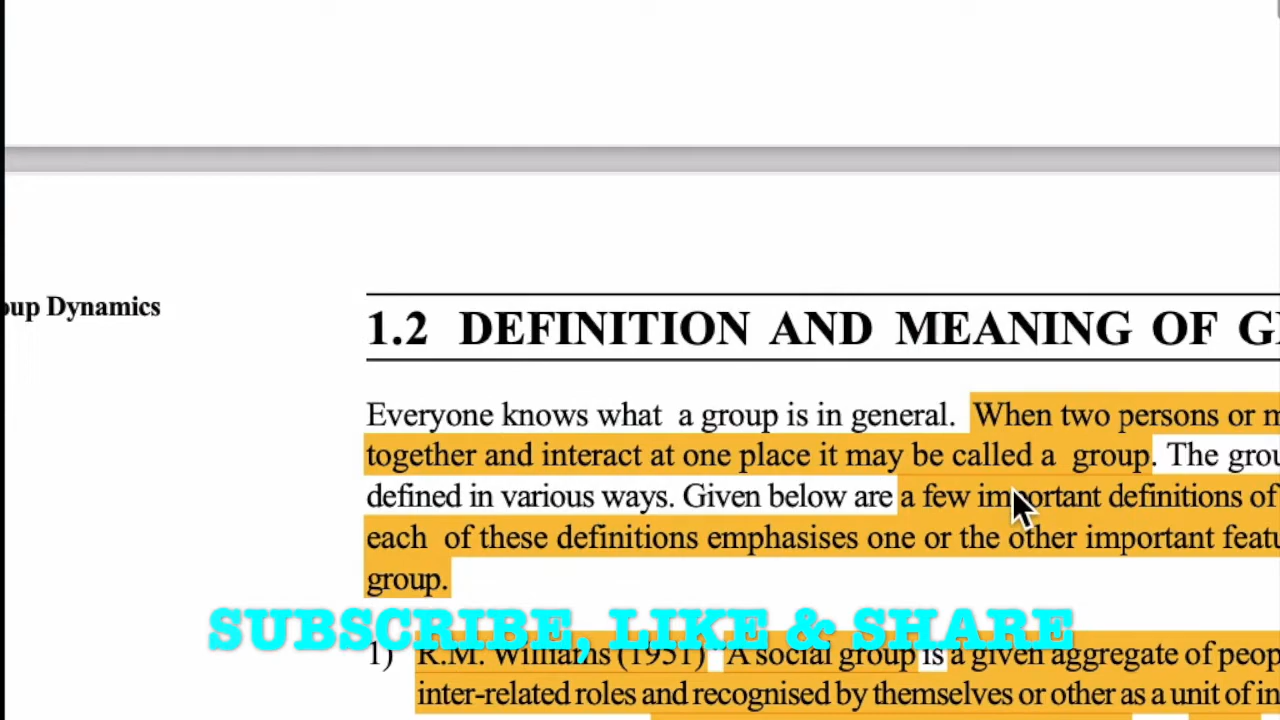 oup Dynamics
1.2 DEFINITION AND MEANING OF G
Everyone knows what a group is in general. When two persons or m
together and interact at one place it may be called a group. The grou
defined in various ways. Given below are a few important definitions of
each of these definitions emphasises one or the other important featu
group.
SUBSCRIBE, LIKE & SHARE
1) R.M. Williams (1951) "A social group is a given aggregate of peop
inter-related roles and recognised by themselves or other as a unit of in